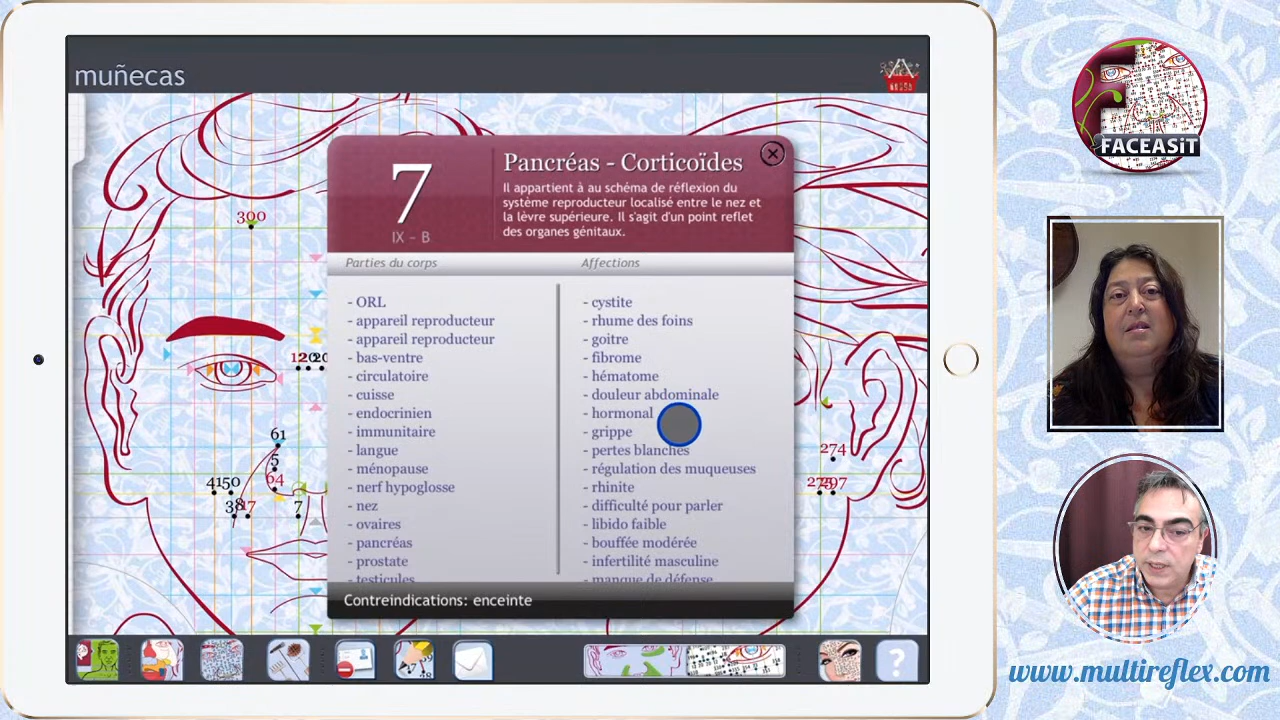 muñecas
FACEASiT
300
7
IX - B
Pancréas - Corticoïdes
Il appartient à au schéma de réflexion du
système reproducteur localisé entre le nez et
la lèvre supérieure. Il s'agit d'un point reflet
des organes génitaux.
Parties du corps
Affections
- ORL
- appareil reproducteur
- appareil reproducteur
- bas-ventre
- circulatoire
- cuisse
- endocrinien
- immunitaire
- langue
- ménopause
- nerf hypoglosse
- nez
- ovaires
- pancréas
- prostate
- testicules
- cystite
- rhume des foins
- goitre
- fibrome
- hématome
- douleur abdominale
- hormonal
- grippe
- pertes blanches
- régulation des muqueuses
- rhinite
- difficulté pour parler
- libido faible
- bouffée modérée
- infertilité masculine
- manque de défense
Contreindications: enceinte
61
5
64
7
274
?
www.multireflex.com